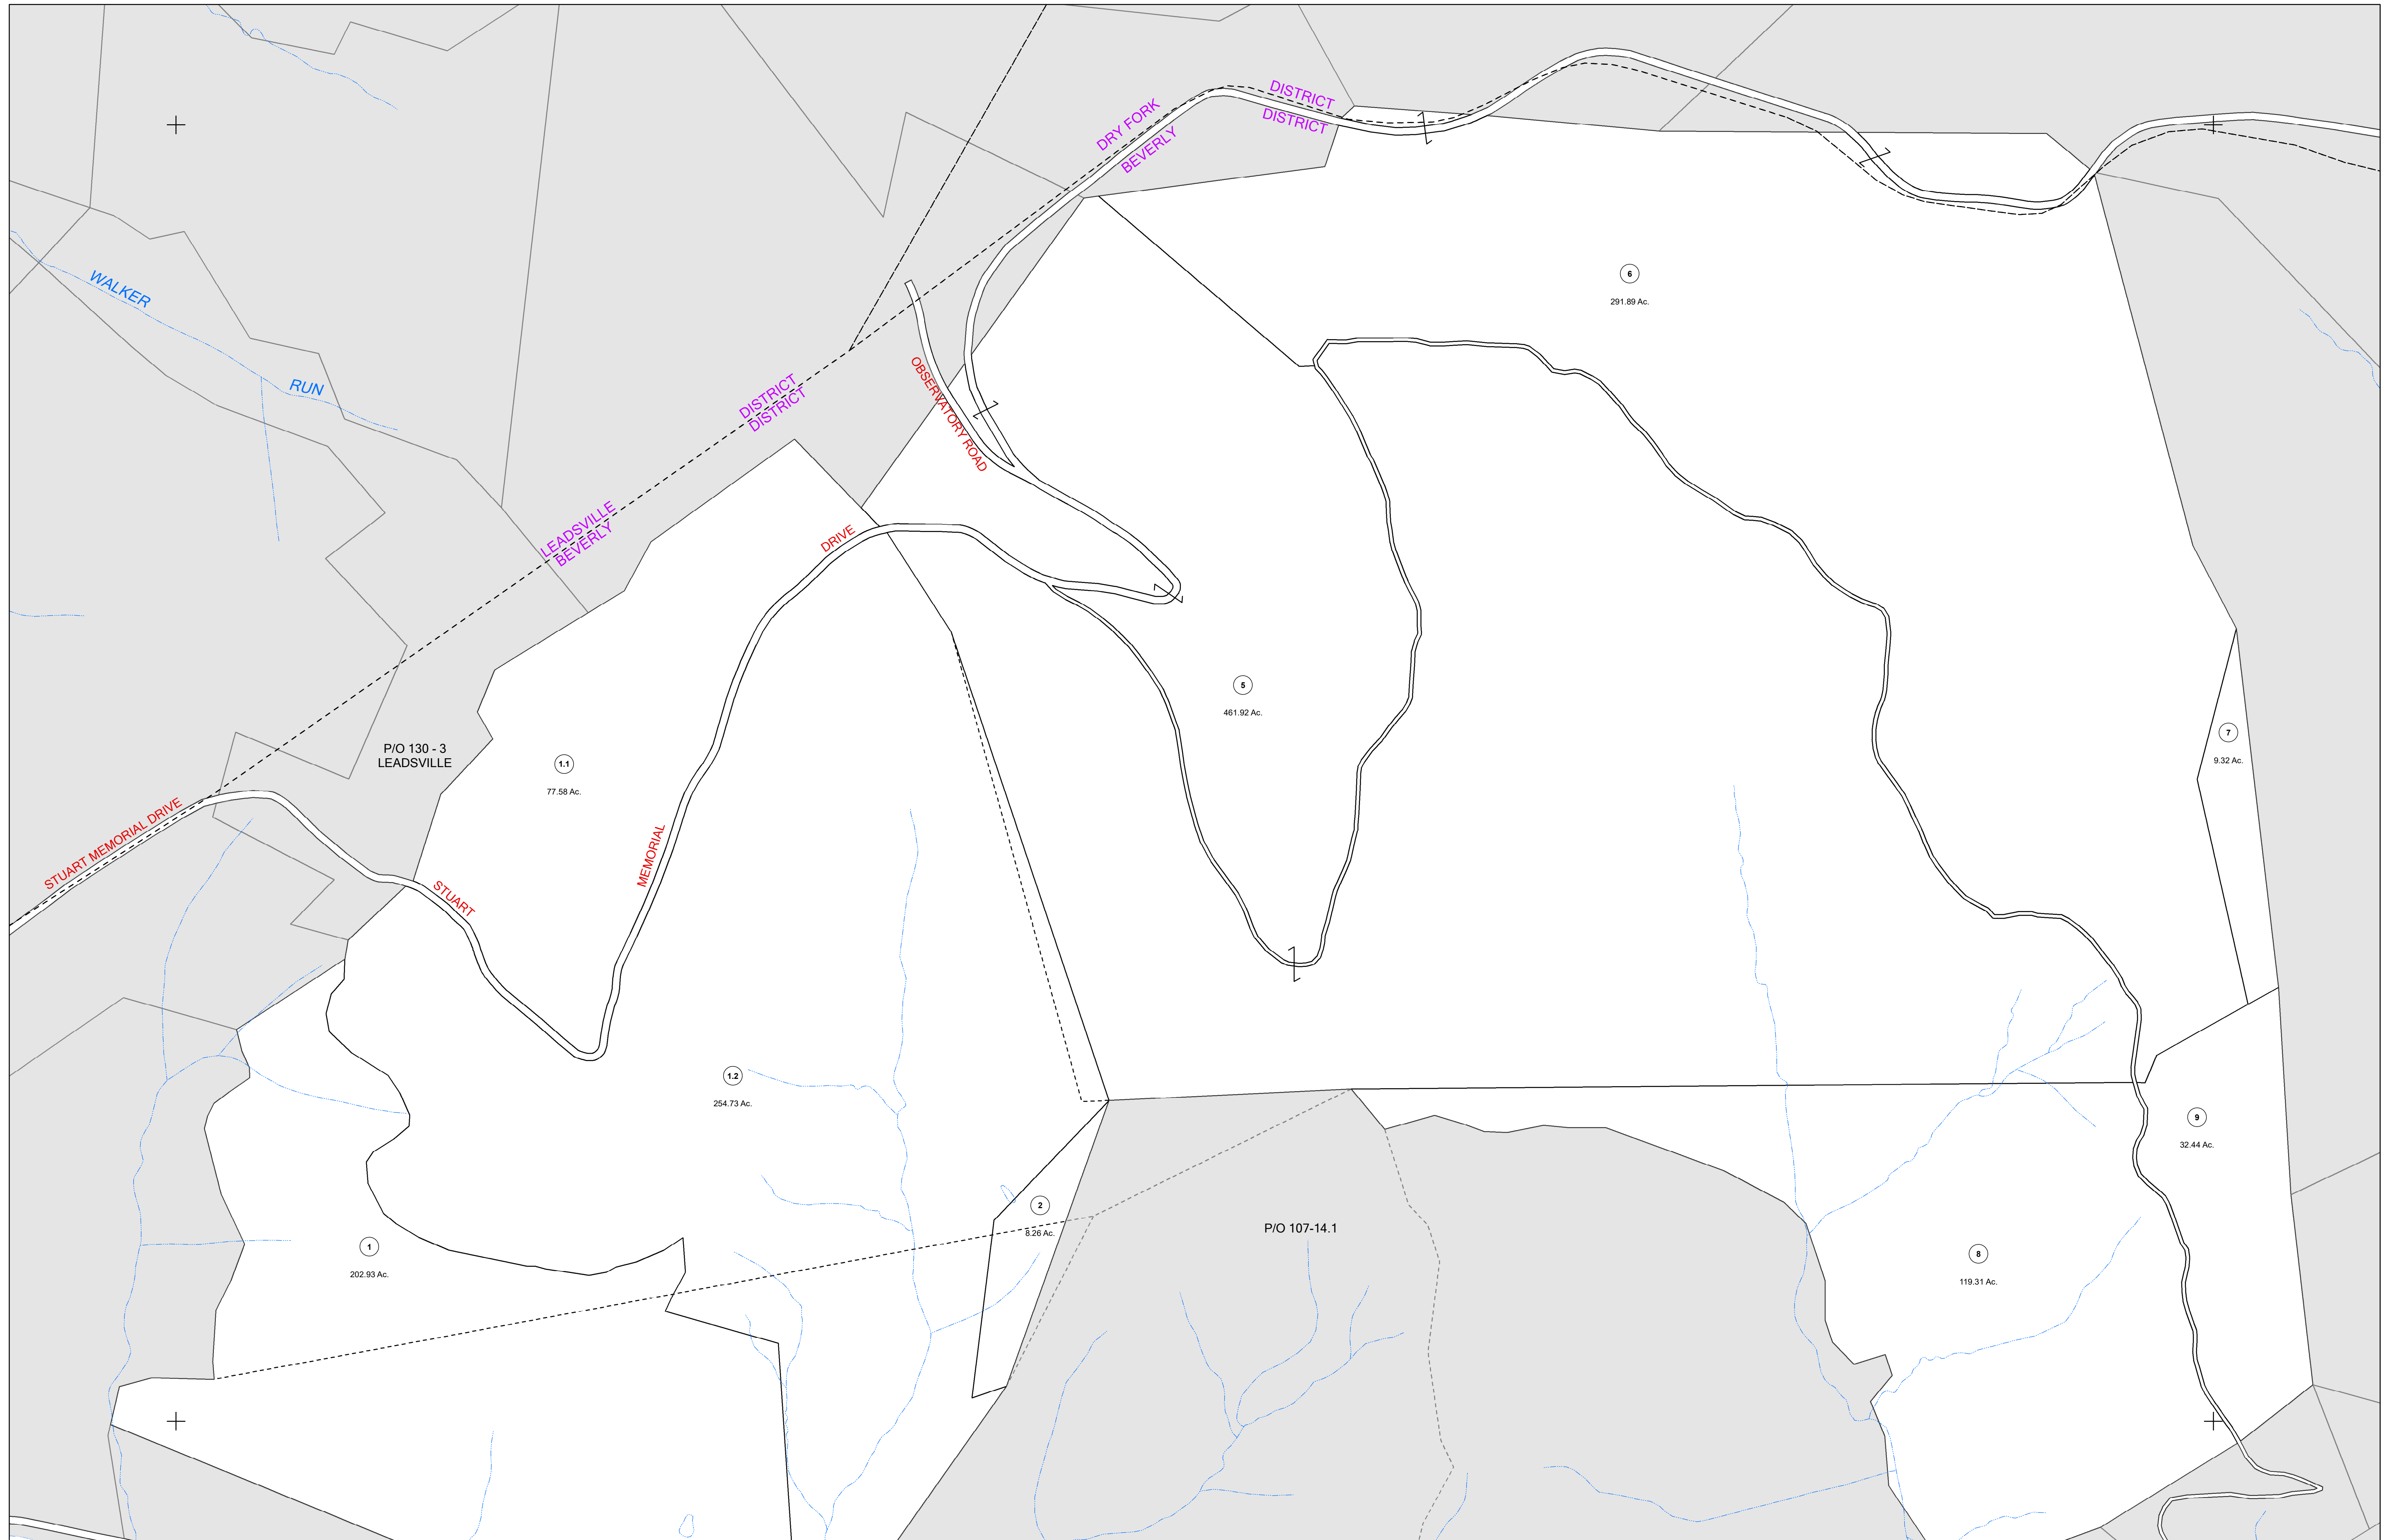 DISTRICT
DISTRICT
DRY FORK
BEVERLY
6
291.89 Ac.
WALKER
RUN
OBSERVATORY ROAD
DISTRICT
DISTRICT
LEADSVILLE
BEVERLY
DRIVE
5
461.92 Ac.
7
9.32 Ac.
P/O 130 - 3
LEADSVILLE
1.1
77.58 Ac.
STUART MEMORIAL DRIVE
MEMORIAL
STUART
1.2
254.73 Ac.
9
32.44 Ac.
2
8.26 Ac.
P/O 107-14.1
1
202.93 Ac.
8
119.31 Ac.